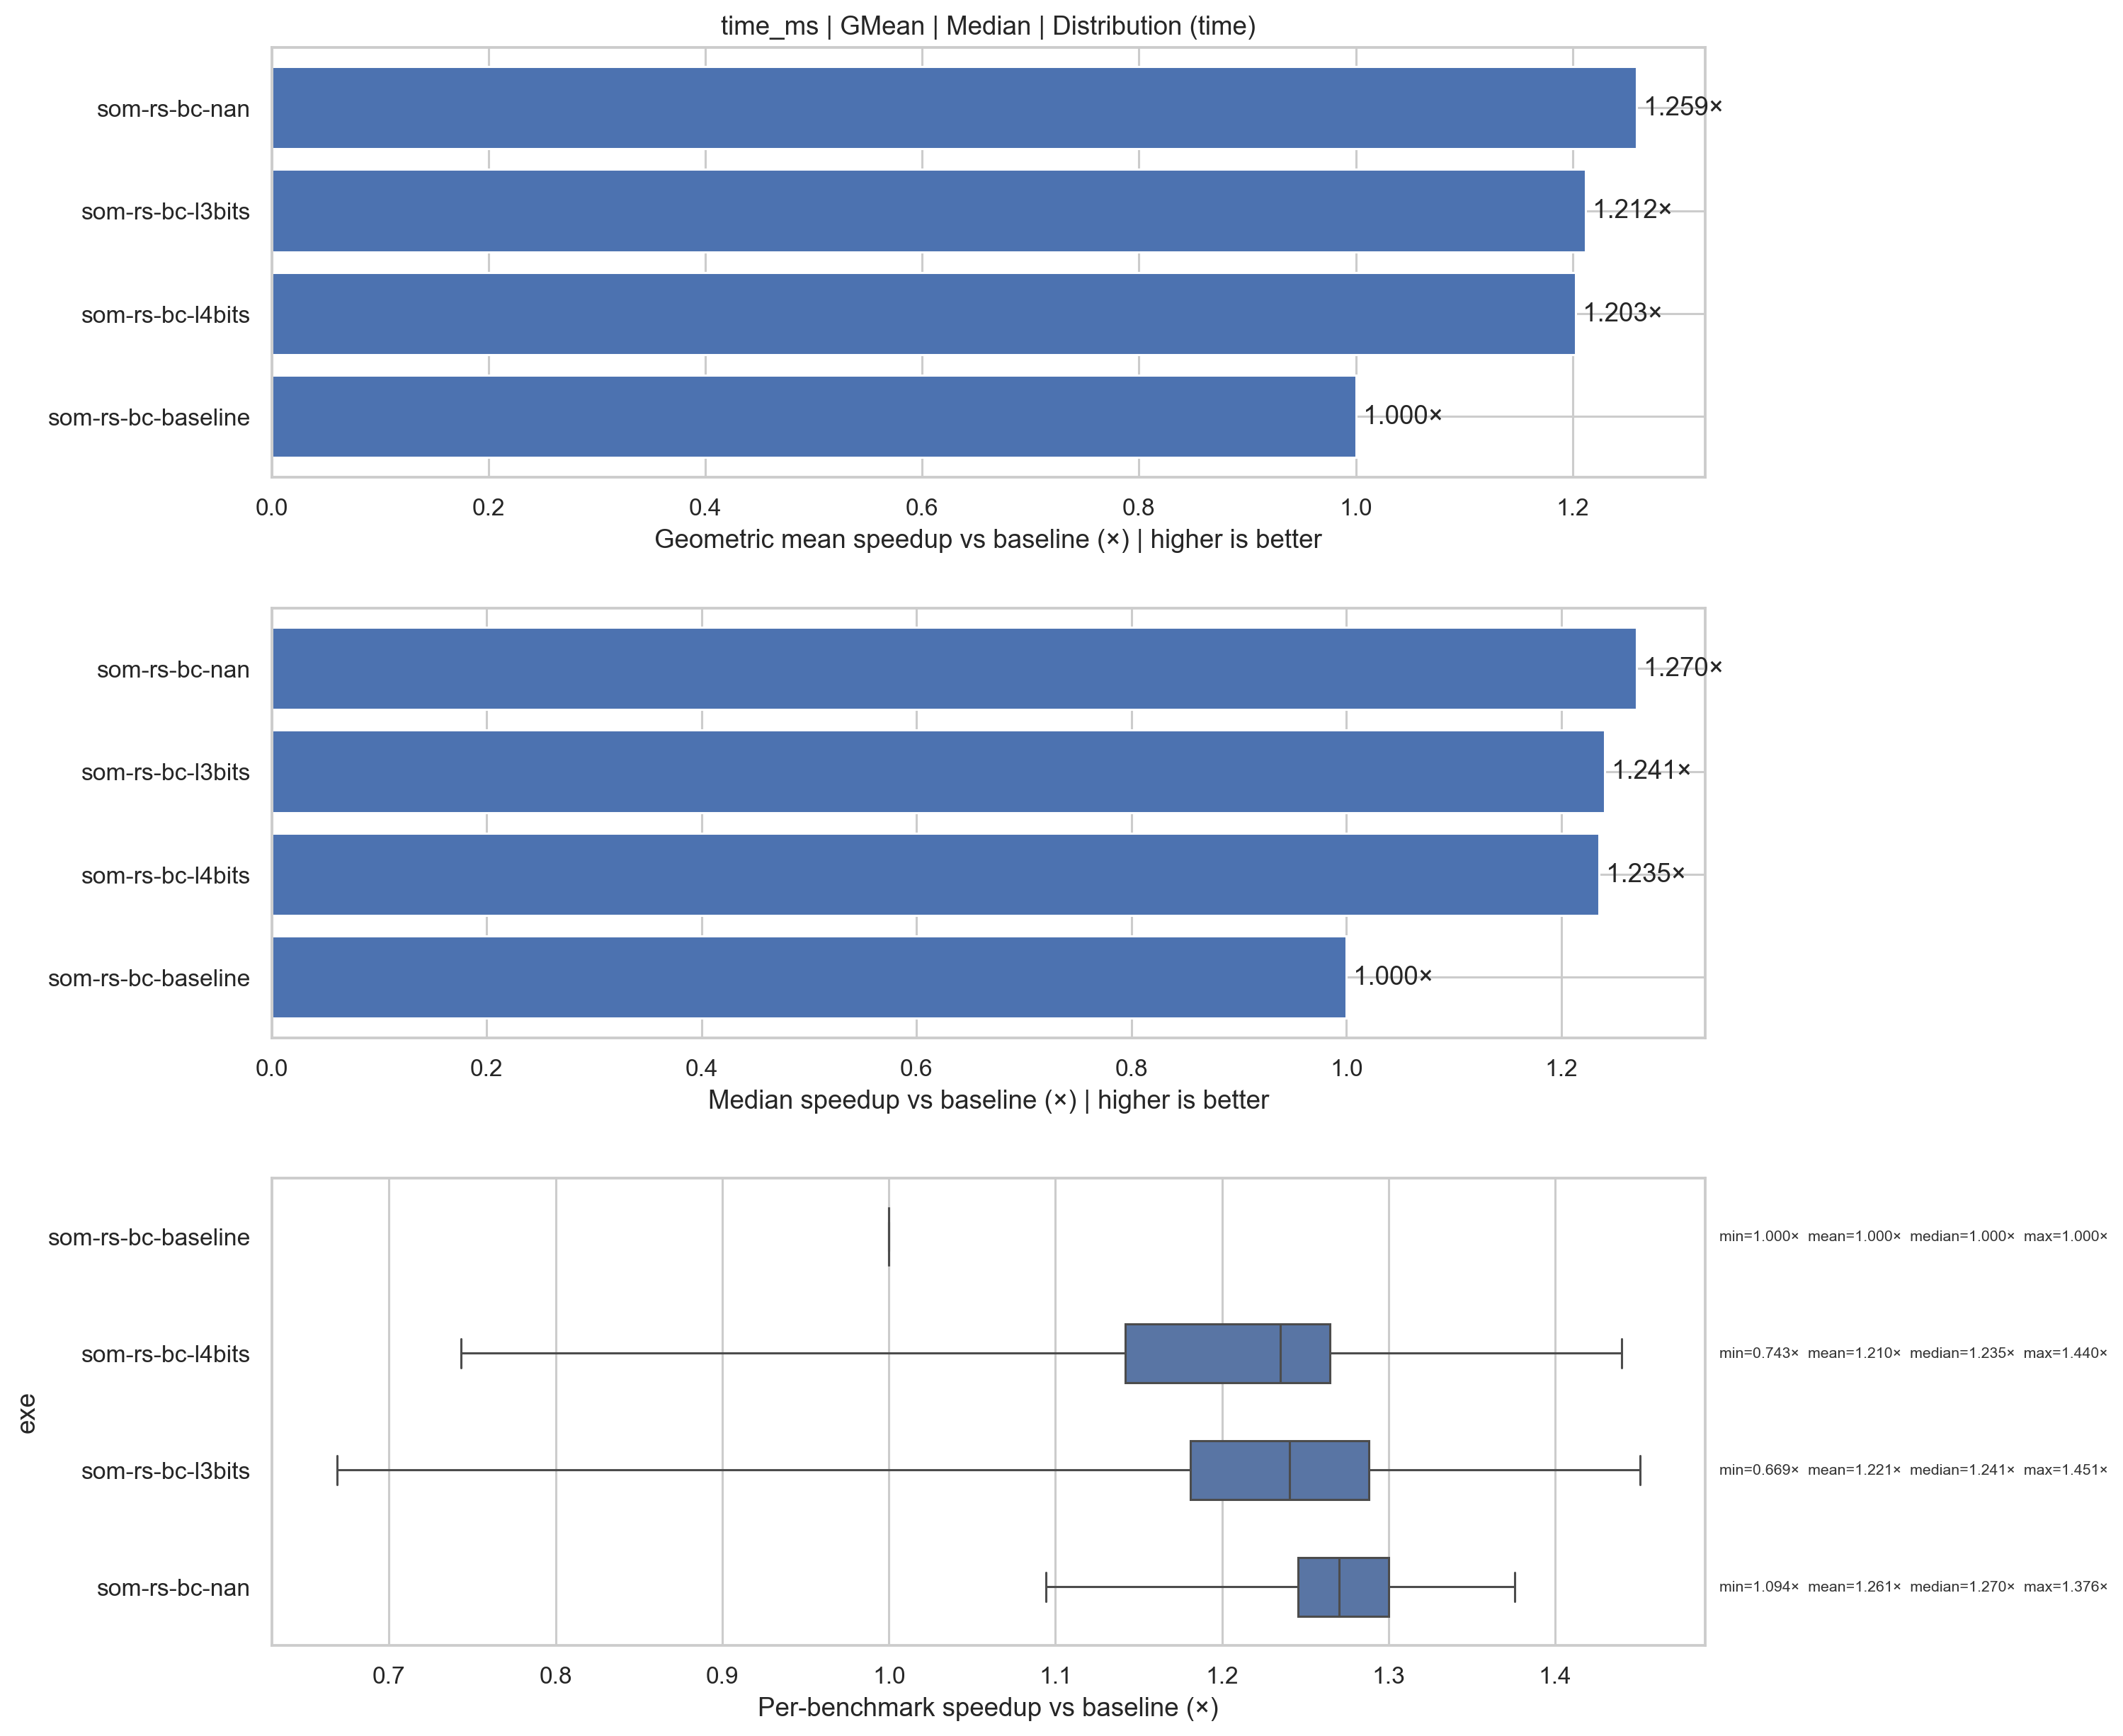 time_ms | GMean | Median | Distribution (time)
som-rs-bc-nan
1.259×
som-rs-bc-l3bits
1.212×
som-rs-bc-l4bits
1.203×
som-rs-bc-baseline
1.000×
0.0 0.2 0.4 0.6 0.8 1.0 1.2
Geometric mean speedup vs baseline (×) | higher is better
som-rs-bc-nan
1.270×
som-rs-bc-l3bits
1.241×
som-rs-bc-l4bits
1.235×
som-rs-bc-baseline
1.000×
0.0 0.2 0.4 0.6 0.8 1.0 1.2
Median speedup vs baseline (×) | higher is better
exe
som-rs-bc-baseline
min=1.000× mean=1.000× median=1.000× max=1.000×
som-rs-bc-l4bits
min=0.743× mean=1.210× median=1.235× max=1.440×
som-rs-bc-l3bits
min=0.669× mean=1.221× median=1.241× max=1.451×
som-rs-bc-nan
min=1.094× mean=1.261× median=1.270× max=1.376×
0.7 0.8 0.9 1.0 1.1 1.2 1.3 1.4
Per-benchmark speedup vs baseline (×)